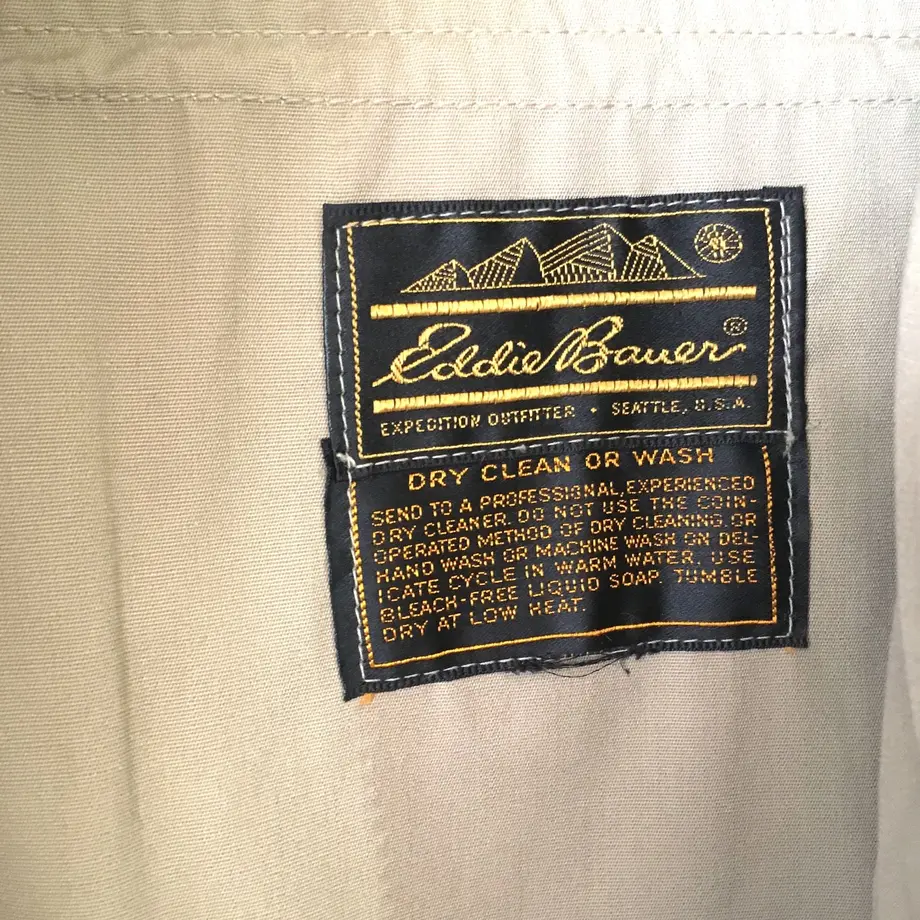 Eddie Bauer®
EXPEDITION OUTFITTER • SEATTLE, U.S.A.
DRY CLEAN OR WASH
SEND TO A PROFESSIONAL, EXPERIENCED
DRY CLEANER. DO NOT USE THE COIN-
OPERATED METHOD OF DRY CLEANING, OR
HAND WASH OR MACHINE WASH ON DEL-
ICATE CYCLE IN WARM WATER. USE
BLEACH-FREE LIQUID SOAP. TUMBLE
DRY AT LOW HEAT.